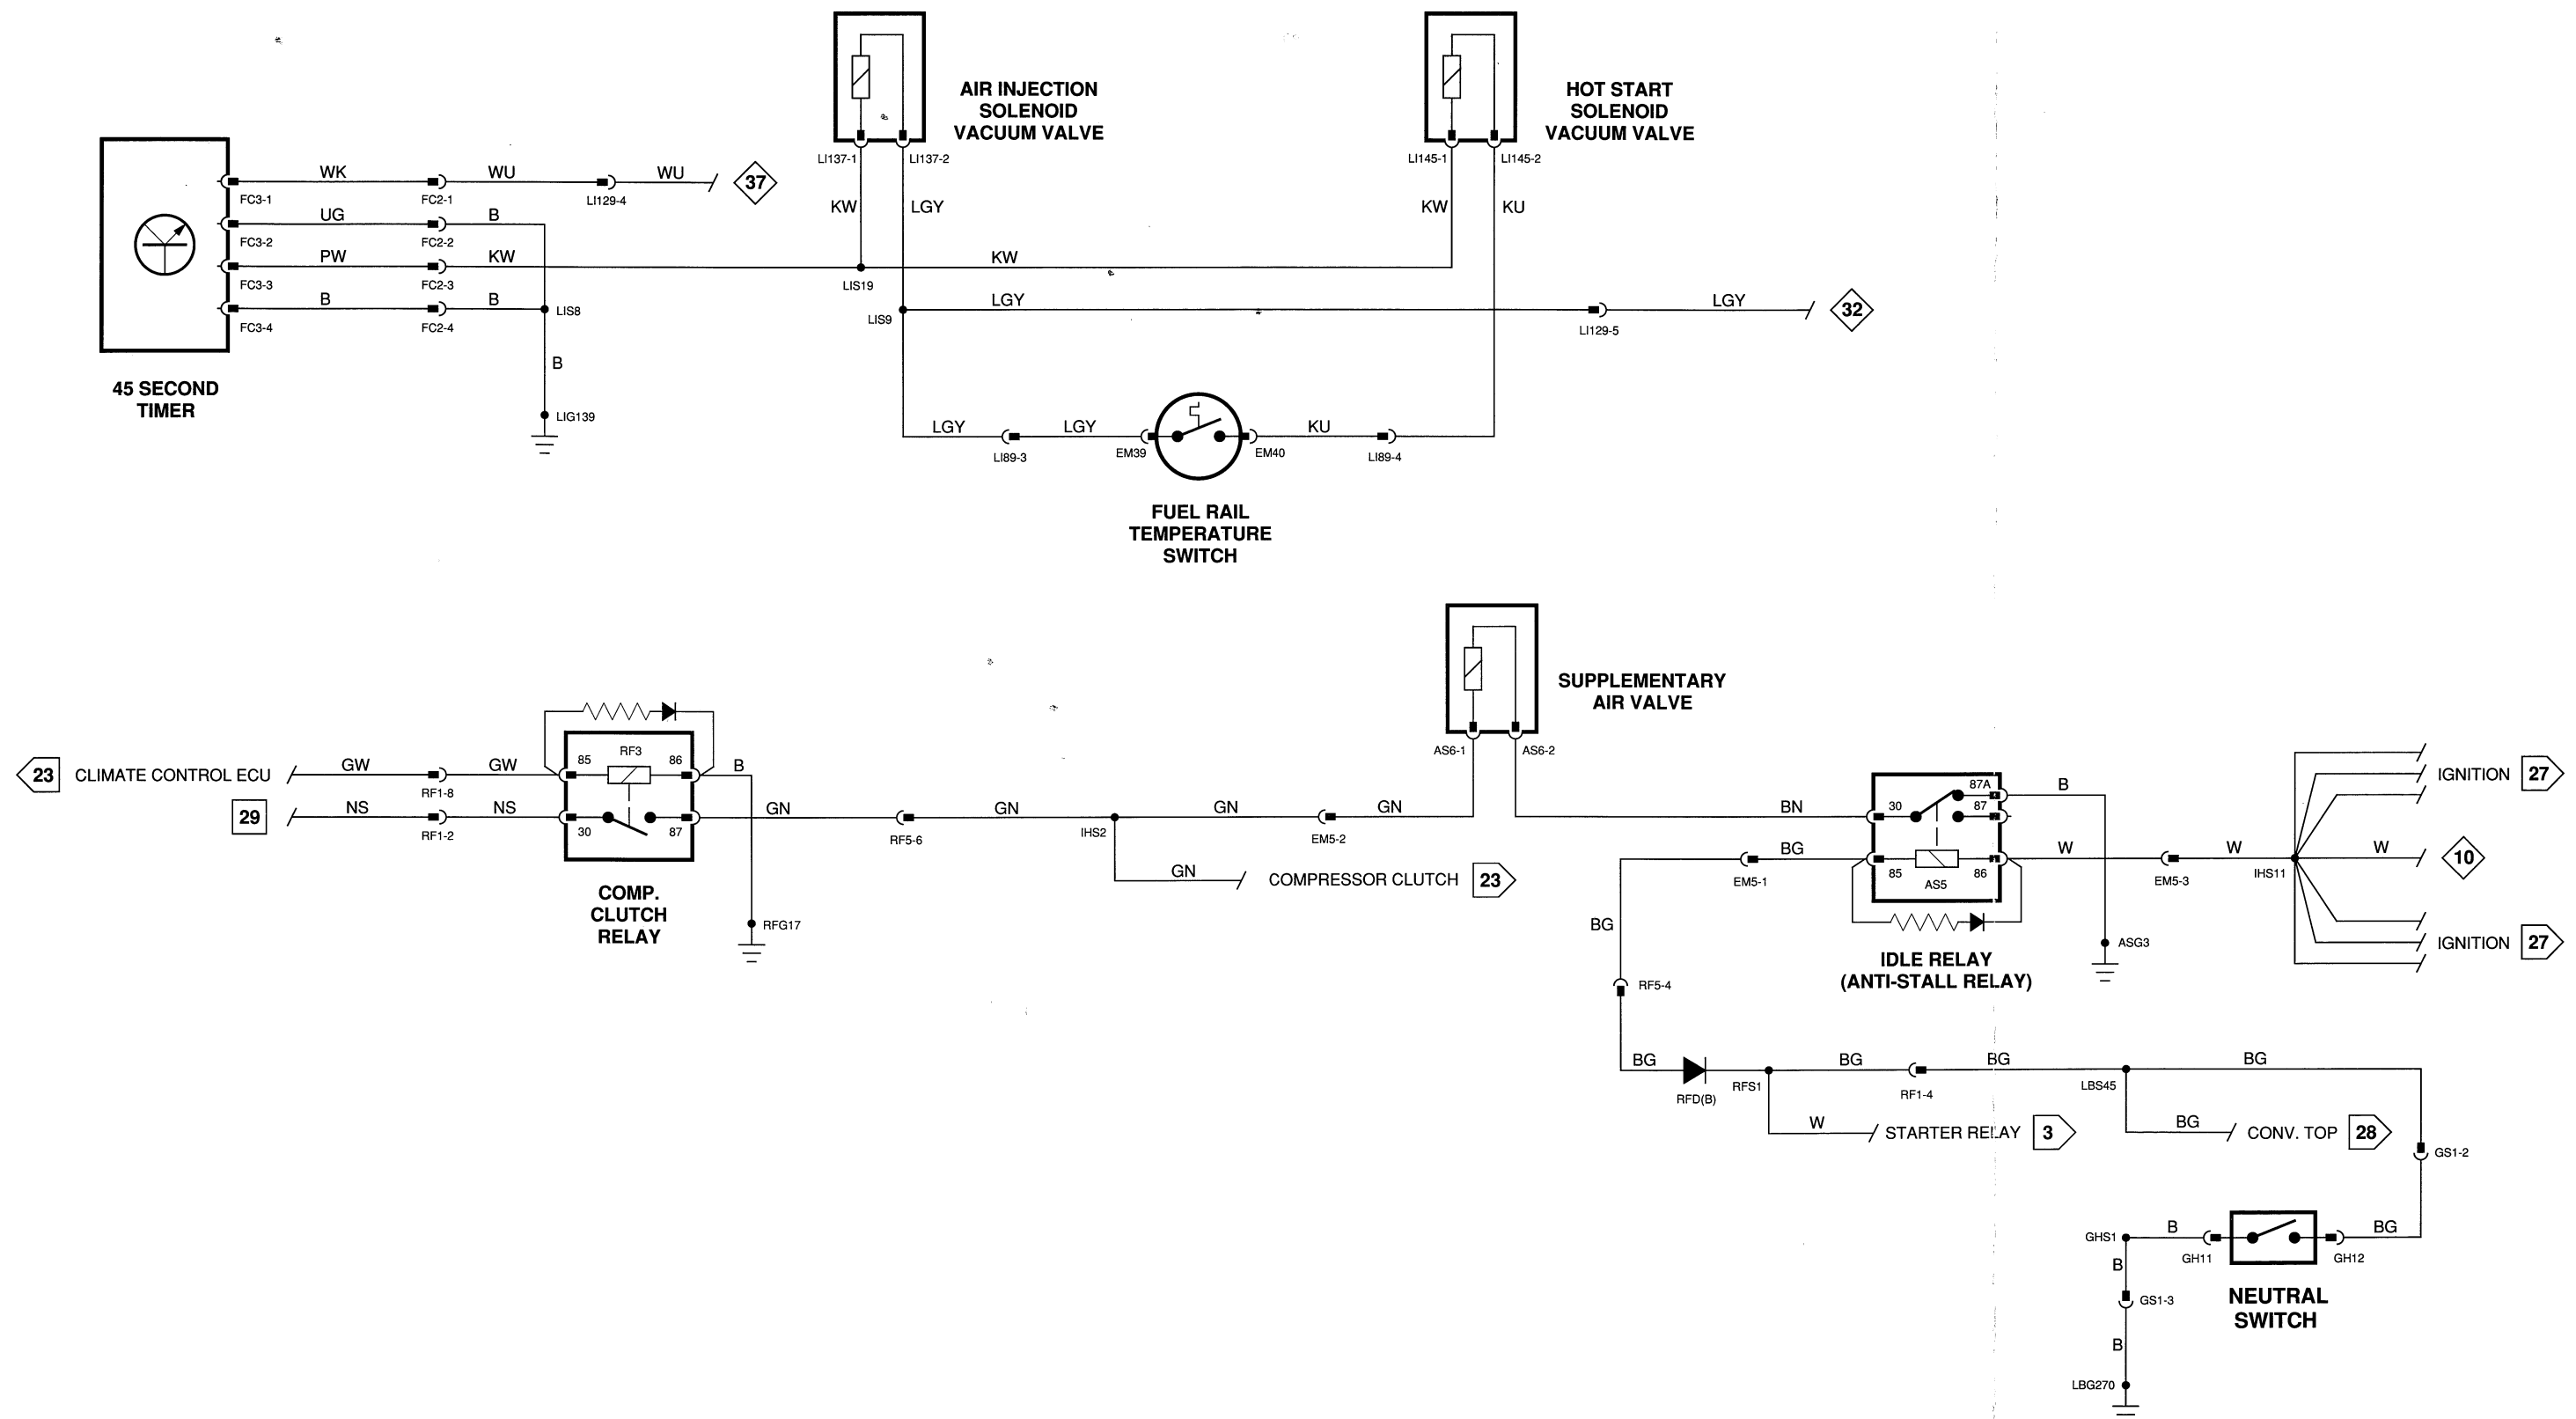 AIR INJECTION
SOLENOID
VACUUM VALVE
HOT START
SOLENOID
VACUUM VALVE
LI137-1
LI137-2
LI145-1
LI145-2
WK
WU
WU
37
FC3-1
FC2-1
LI129-4
KW
LGY
KW
KU
UG
B
FC3-2
FC2-2
PW
KW
KW
FC3-3
FC2-3
LIS19
B
B
LIS8
LGY
LGY
32
LIS9
FC3-4
FC2-4
LI129-5
B
45 SECOND
TIMER
LIG139
LGY
LGY
KU
LI89-3
EM39
EM40
LI89-4
FUEL RAIL
TEMPERATURE
SWITCH
SUPPLEMENTARY
AIR VALVE
AS6-1
AS6-2
23
CLIMATE CONTROL ECU
GW
GW
RF1-8
85
RF3
86
B
29
NS
NS
RF1-2
30
87
GN
GN
GN
GN
RF5-6
IHS2
EM5-2
GN
COMPRESSOR CLUTCH
23
COMP.
CLUTCH
RELAY
RFG17
BN
30
87A
87
B
BG
EM5-1
85
AS5
86
W
W
W
EM5-3
IHS11
IGNITION
27
10
IGNITION
27
ASG3
IDLE RELAY
(ANTI-STALL RELAY)
BG
RF5-4
BG
BG
BG
BG
RFD(B)
RFS1
RF1-4
LBS45
W
STARTER RELAY
3
BG
CONV. TOP
28
GS1-2
GHS1
B
BG
GH11
GH12
B
GS1-3
NEUTRAL
SWITCH
B
LBG270